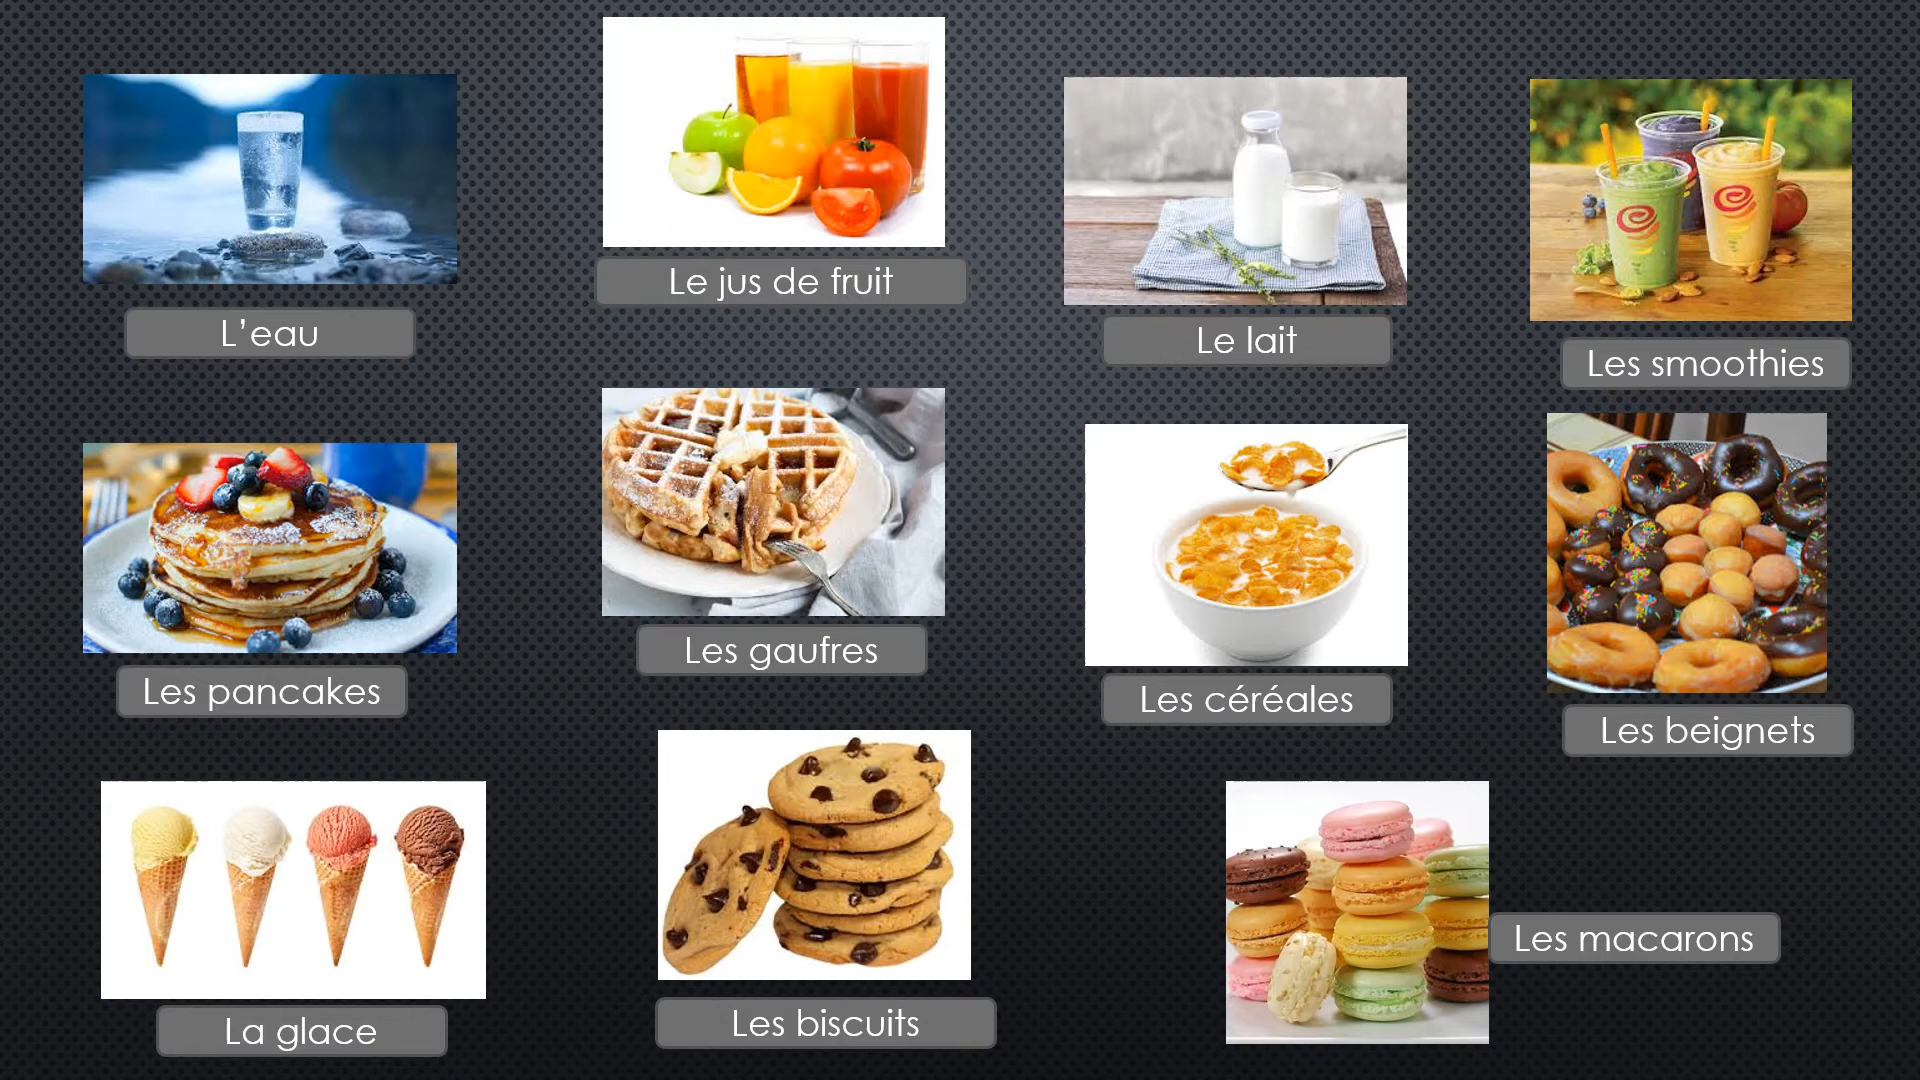 L’eau
Le jus de fruit
Le lait
Les smoothies
Les pancakes
Les gaufres
Les céréales
Les beignets
La glace
Les biscuits
Les macarons